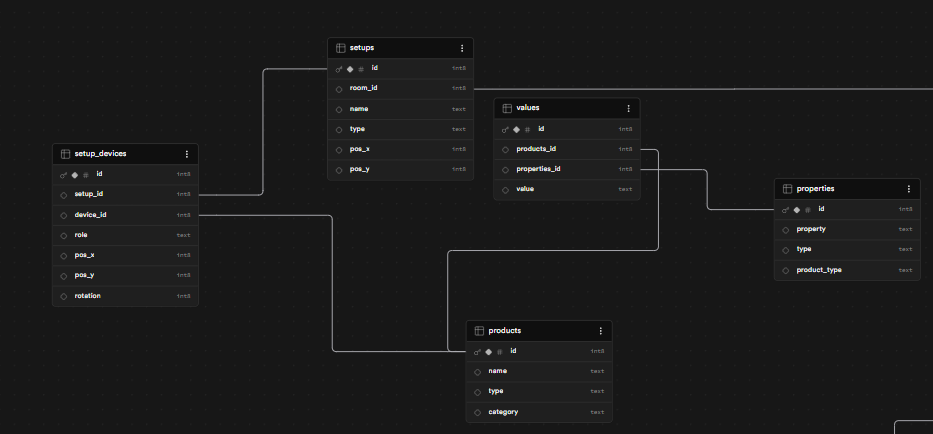 setups
id int8
room_id int8
name text
type text
pos_x int8
pos_y int8
values
id int8
products_id int8
properties_id int8
value text
setup_devices
id int8
setup_id int8
device_id int8
role text
pos_x int8
pos_y int8
rotation int8
properties
id int8
property text
type text
product_type text
products
id int8
name text
type text
category text